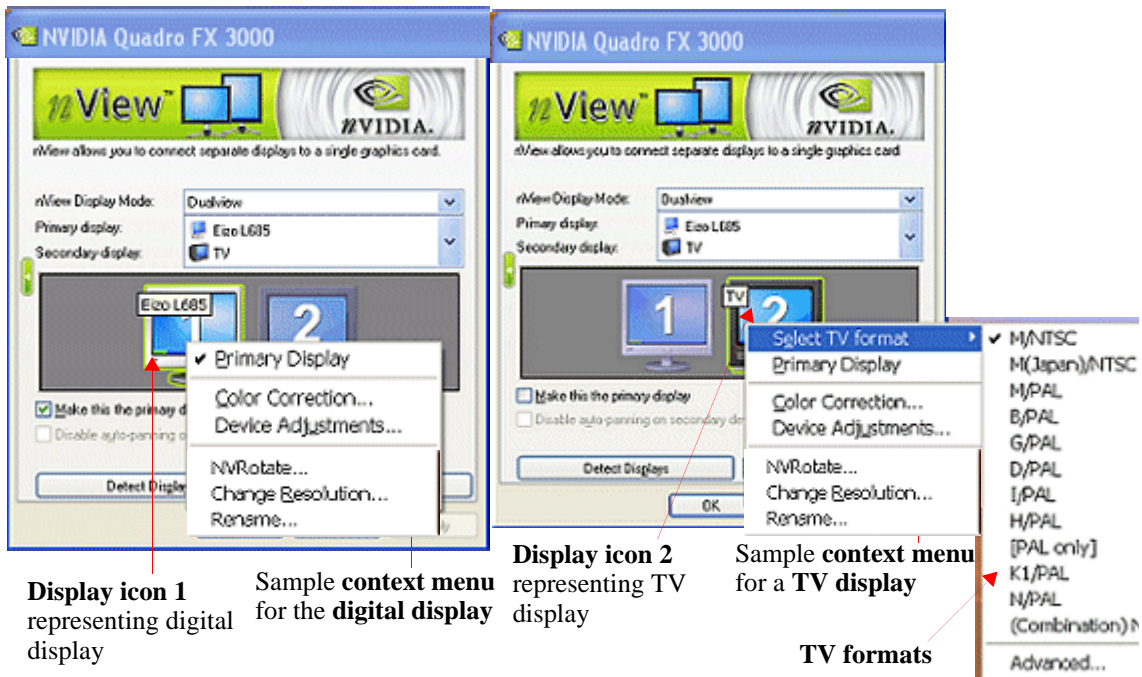 NVIDIA Quadro FX 3000
nView™
NVIDIA.
nView allows you to connect separate displays to a single graphics card.
nView Display Mode:
Dualview
Primary display:
Eizo L685
Secondary display:
TV
Eizo L685
1
2
✔ Primary Display
Color Correction...
Device Adjustments...
NVRotate...
Change Resolution...
Rename...
Make this the primary d
Disable auto-panning o
Detect Display
Display icon 1
representing digital
display
Sample context menu
for the digital display
NVIDIA Quadro FX 3000
nView™
NVIDIA.
nView allows you to connect separate displays to a single graphics card
nView Display Mode:
Dualview
Primary display:
Eizo L685
Secondary display:
TV
1
TV
2
Select TV format
Primary Display
Color Correction...
Device Adjustments...
NVRotate...
Change Resolution...
Rename...
Make this the primary display
Disable auto-panning on secondary de
Detect Displays
OK
✔ M/NTSC
M(Japan)/NTSC
M/PAL
B/PAL
G/PAL
D/PAL
I/PAL
H/PAL
[PAL only]
K1/PAL
N/PAL
(Combination) N
Advanced...
Display icon 2
representing TV
display
Sample context menu
for a TV display
TV formats